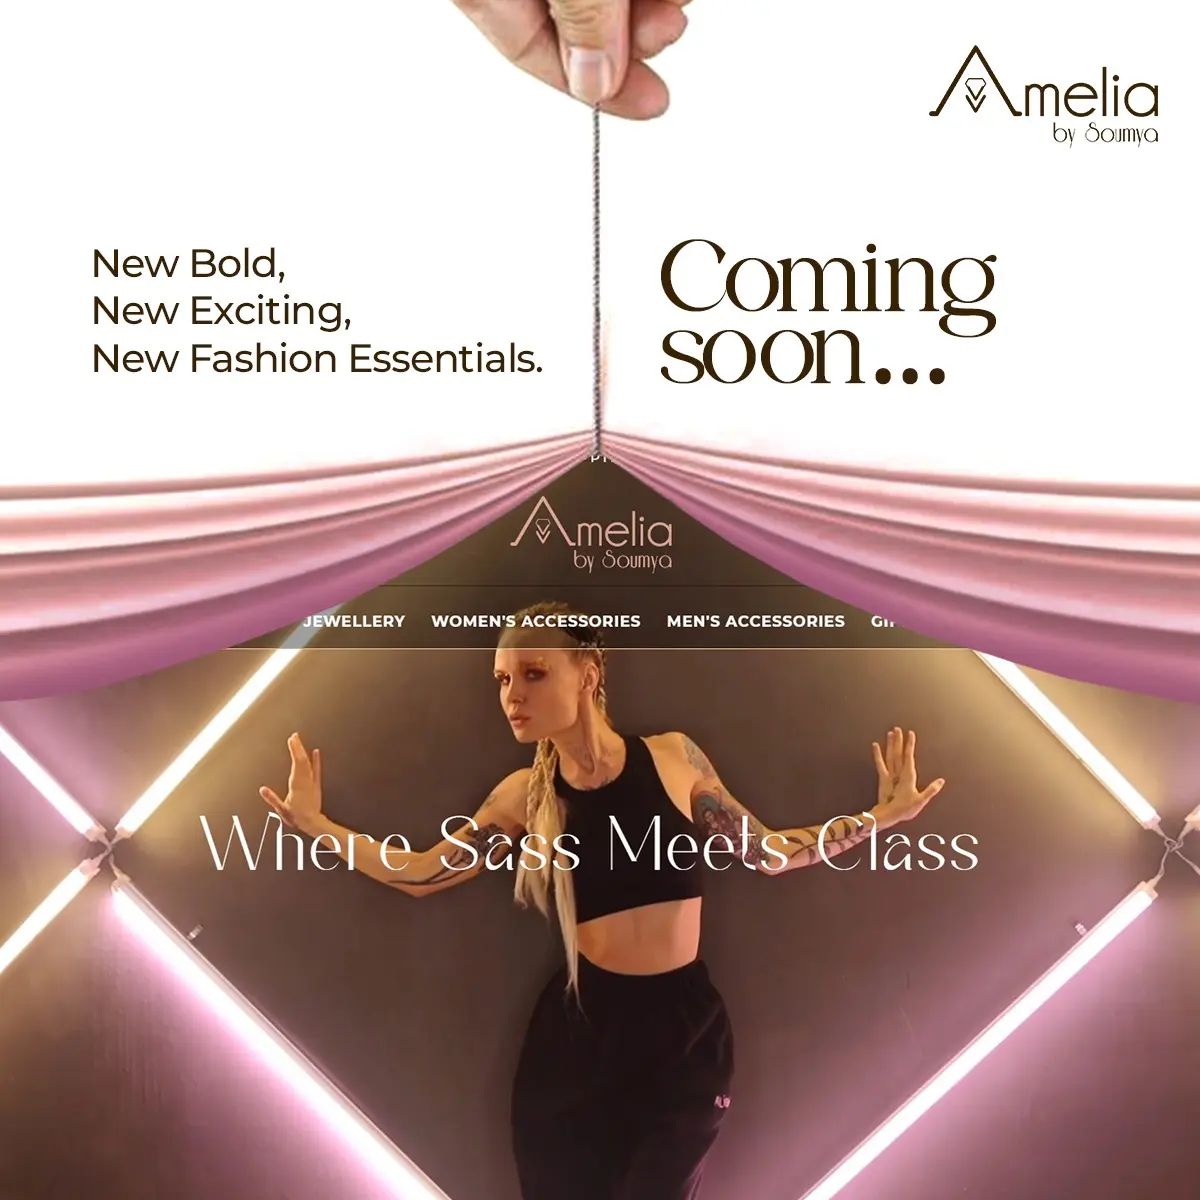 Amelia
by Soumya
New Bold,
New Exciting,
New Fashion Essentials.
Coming
soon...
Amelia
by Soumya
JEWELLERY WOMEN'S ACCESSORIES MEN'S ACCESSORIES
Where Sass Meets Class